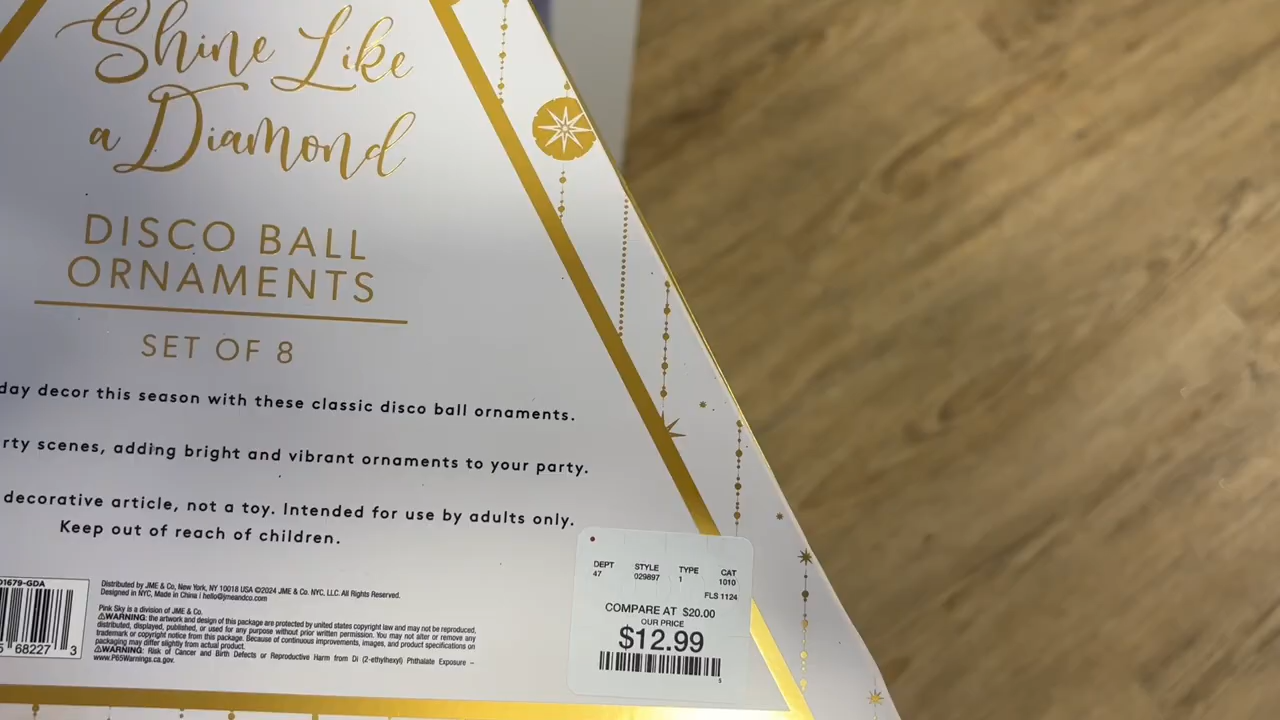 Shine Like
a Diamond
DISCO BALL
ORNAMENTS
SET OF 8
day decor this season with these classic disco ball ornaments.
rty scenes, adding bright and vibrant ornaments to your party.
decorative article, not a toy. Intended for use by adults only.
Keep out of reach of children.
01679-GDA
5 68227 3
Distributed by JME & Co, New York, NY 10018 USA ©2024 JME & Co. NYC, LLC. All Rights Reserved.
Designed in NYC, Made in China | hello@jmeandco.com
Pink Sky is a division of JME & Co.
⚠WARNING: the artwork and design of this package are protected by united states copyright law and may not be reproduced,
distributed, displayed, published, or used for any purpose without prior written permission. You may not alter or remove any
trademark or copyright notice from this package. Because of continuous improvements, images, and product specifications on
packaging may differ slightly from actual product.
⚠WARNING: Risk of Cancer and Birth Defects or Reproductive Harm from Di (2-ethylhexyl) Phthalate Exposure –
www.P65Warnings.ca.gov.
DEPT STYLE TYPE CAT
47 029897 1 1010
FLS 1124
COMPARE AT $20.00
OUR PRICE
$12.99
5